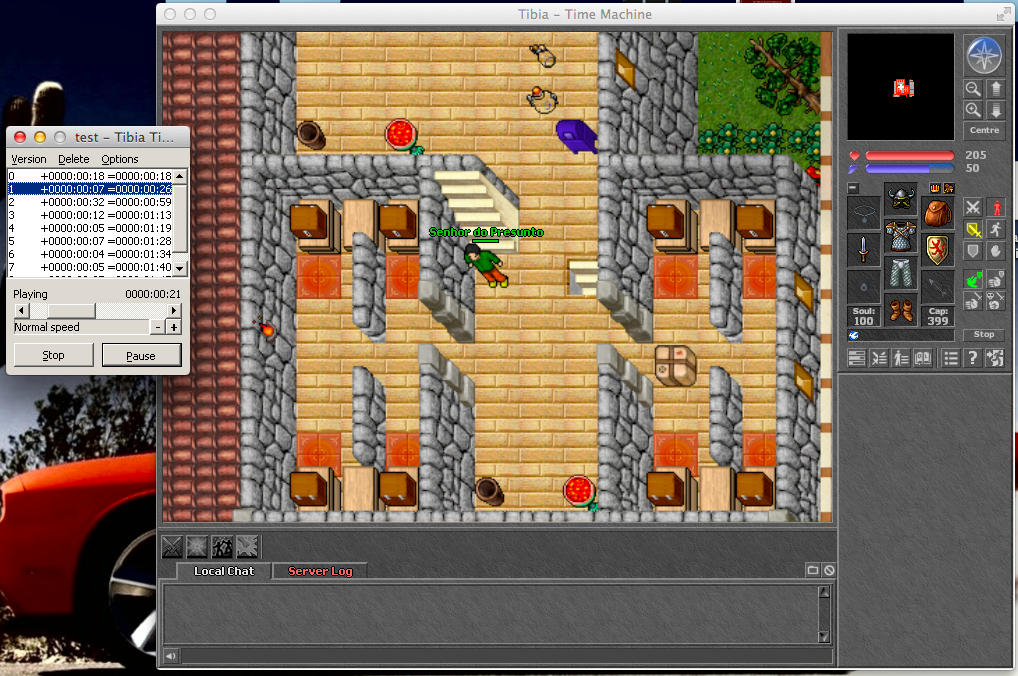 Tibia - Time Machine
test - Tibia Ti...
Version Delete Options
0 +0000:00:18 =0000:00:18
1 +0000:00:07 =0000:00:26
2 +0000:00:32 =0000:00:59
3 +0000:00:12 =0000:01:13
4 +0000:00:05 =0000:01:19
5 +0000:00:07 =0000:01:28
6 +0000:00:04 =0000:01:34
7 +0000:00:05 =0000:01:40
Playing 0000:00:21
Normal speed - +
Stop Pause
Senhor do Presunto
Centre
205
50
Soul:
100
Cap:
399
Stop
?
Local Chat Server Log